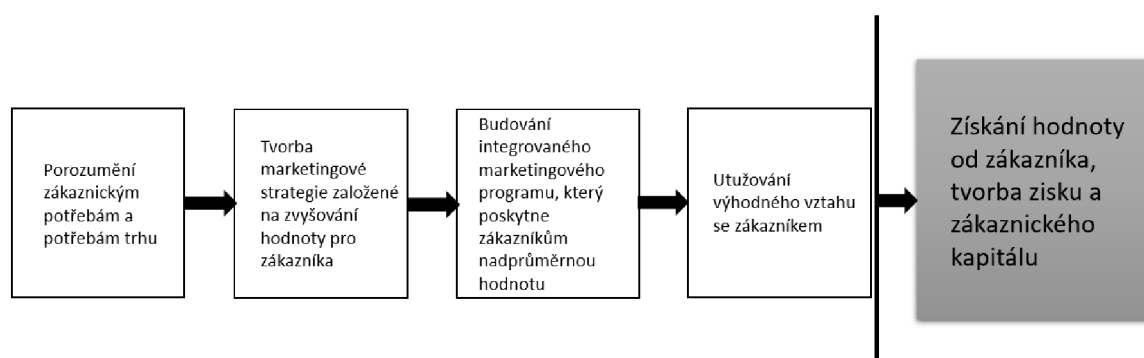 Porozumění
zákaznickým
potřebám a
potřebám trhu
Tvorba
marketingové
strategie založené
na zvyšování
hodnoty pro
zákazníka
Budování
integrovaného
marketingového
programu, který
poskytne
zákazníkům
nadprůměrnou
hodnotu
Utužování
výhodného vztahu
se zákazníkem
Získání hodnoty
od zákazníka,
tvorba zisku a
zákaznického
kapitálu